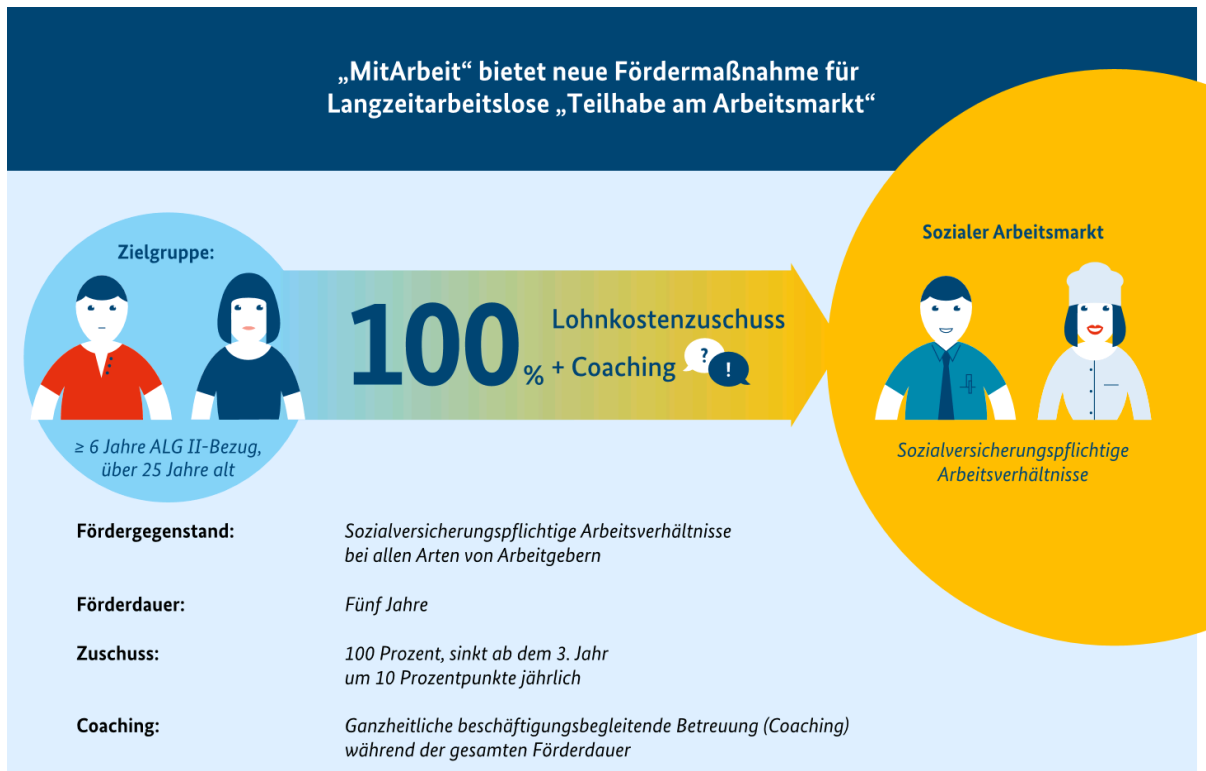 „MitArbeit“ bietet neue Fördermaßnahme für
Langzeitarbeitslose „Teilhabe am Arbeitsmarkt“
Zielgruppe:
≥ 6 Jahre ALG II-Bezug,
über 25 Jahre alt
100 %
Lohnkostenzuschuss
+ Coaching
?
!
Sozialer Arbeitsmarkt
Sozialversicherungspflichtige
Arbeitsverhältnisse
Fördergegenstand:
Sozialversicherungspflichtige Arbeitsverhältnisse
bei allen Arten von Arbeitgebern
Förderdauer:
Fünf Jahre
Zuschuss:
100 Prozent, sinkt ab dem 3. Jahr
um 10 Prozentpunkte jährlich
Coaching:
Ganzheitliche beschäftigungsbegleitende Betreuung (Coaching)
während der gesamten Förderdauer